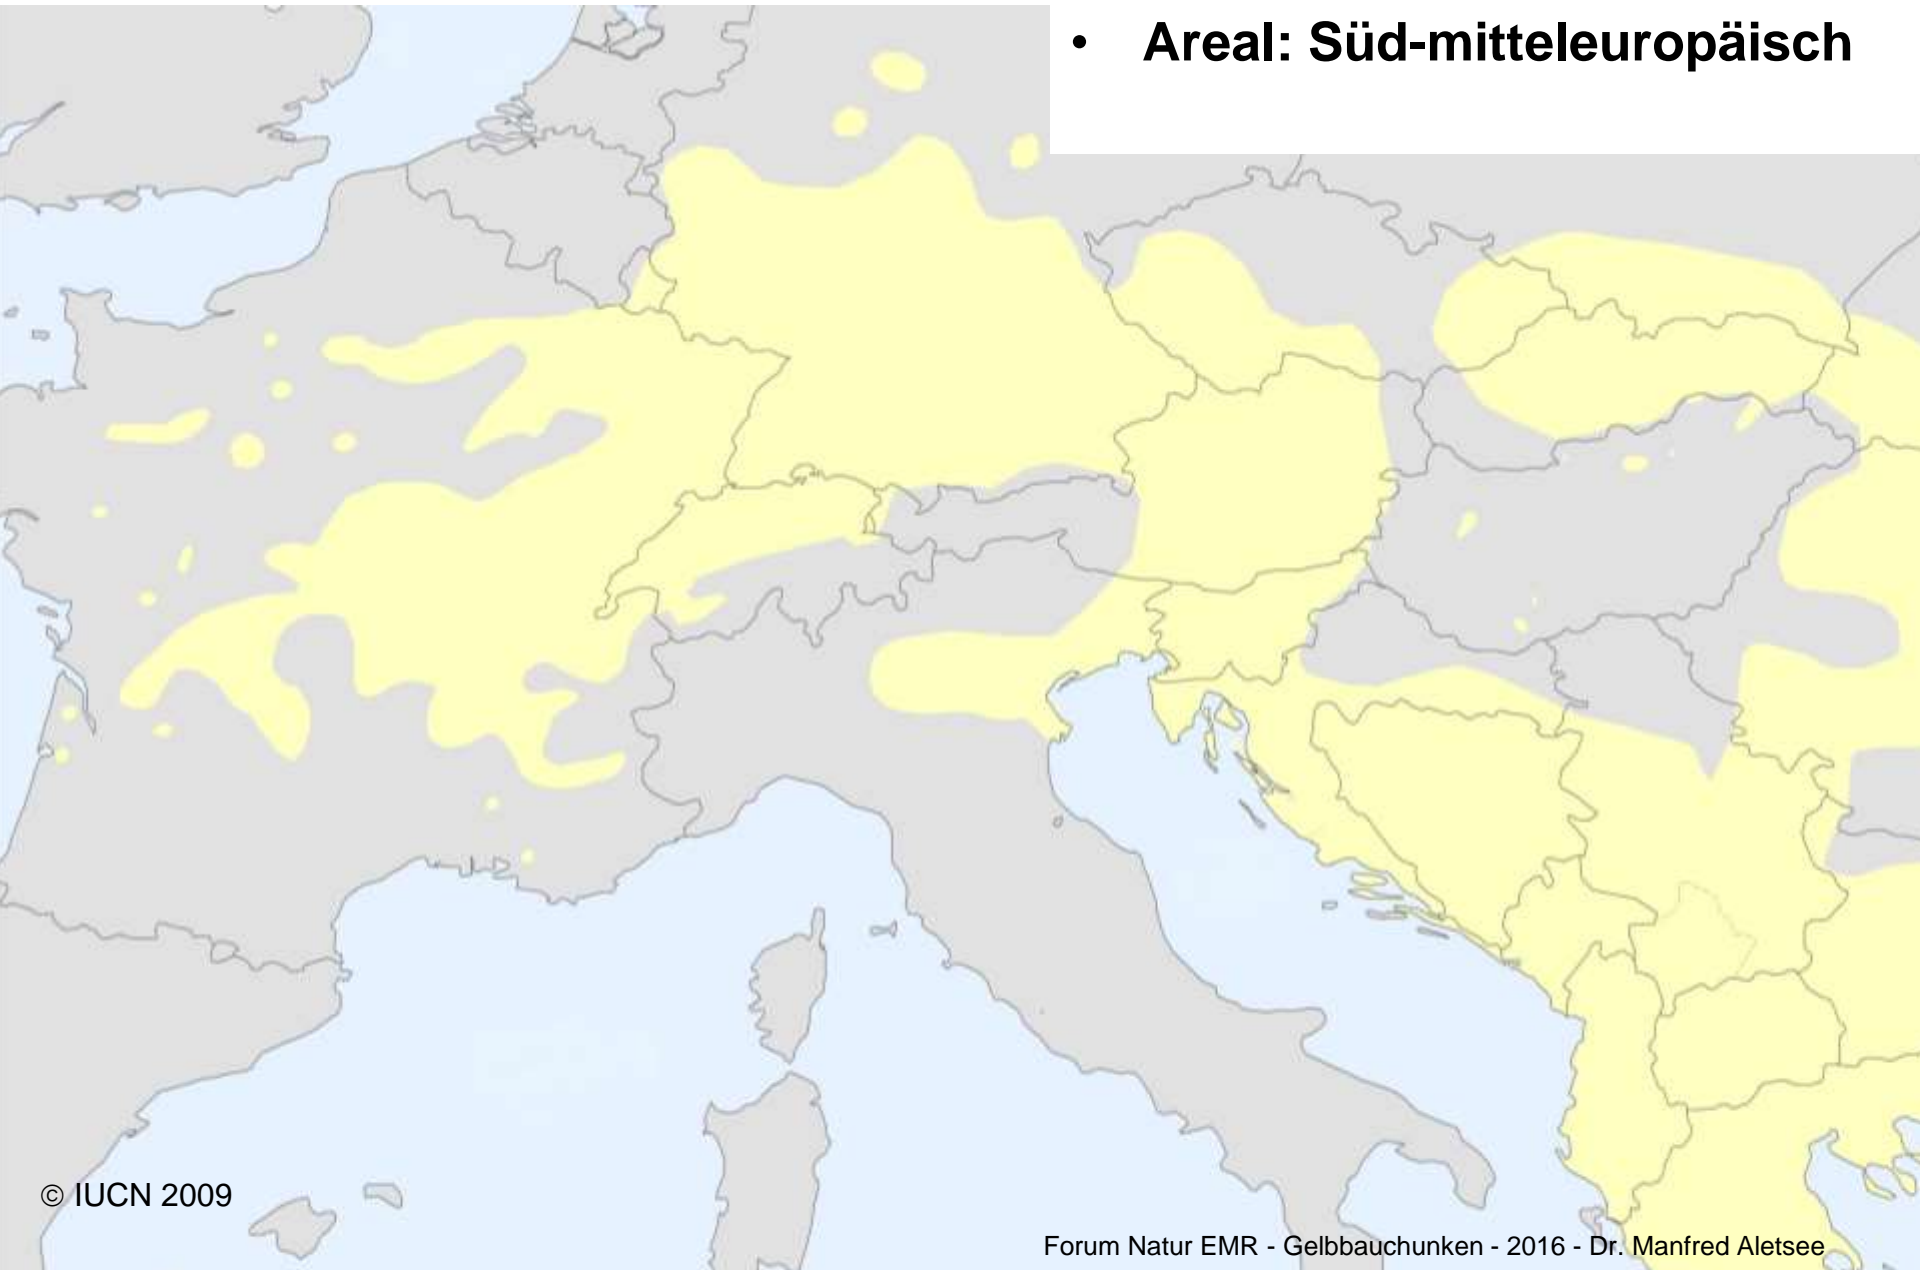 • Areal: Süd-mitteleuropäisch
© IUCN 2009
Forum Natur EMR - Gelbbauchunken - 2016 - Dr. Manfred Aletsee